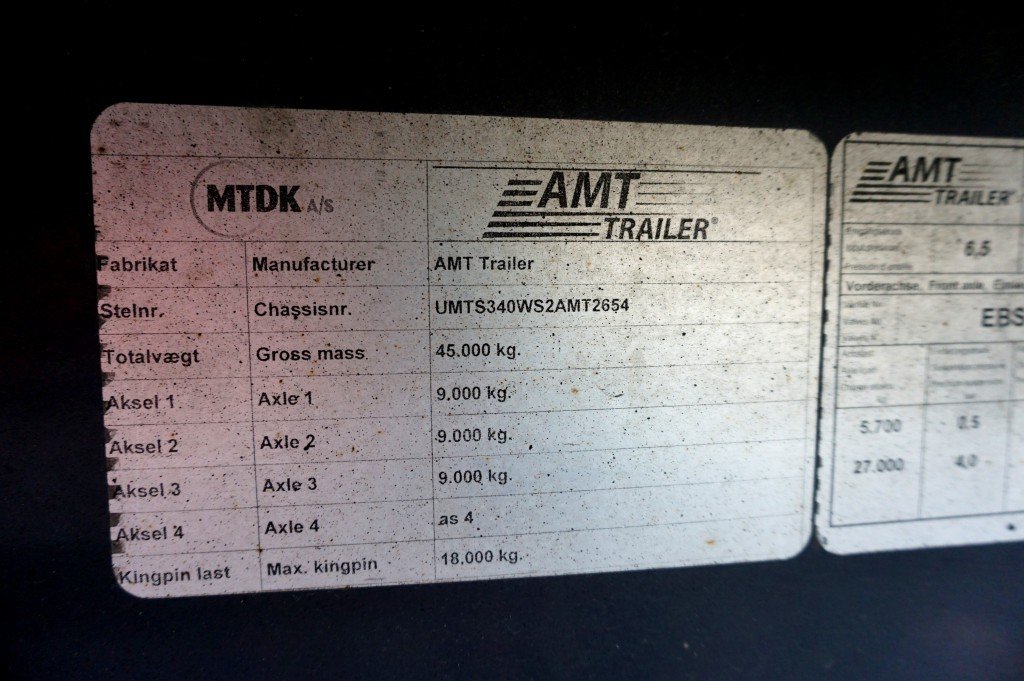 MTDK A/S
AMT
TRAILER®
Fabrikat Manufacturer AMT Trailer
Stelnr. Chassisnr. UMTS340WS2AMT2654
Totalvægt Gross mass 45.000 kg.
Aksel 1 Axle 1 9.000 kg.
Aksel 2 Axle 2 9.000 kg.
Aksel 3 Axle 3 9.000 kg.
Aksel 4 Axle 4 as 4
Kingpin last Max. kingpin 18.000 kg.
AMT
TRAILER
6,5
Vorderachse, Front axle,
EBS
5.700 0,5
27.000 4,0